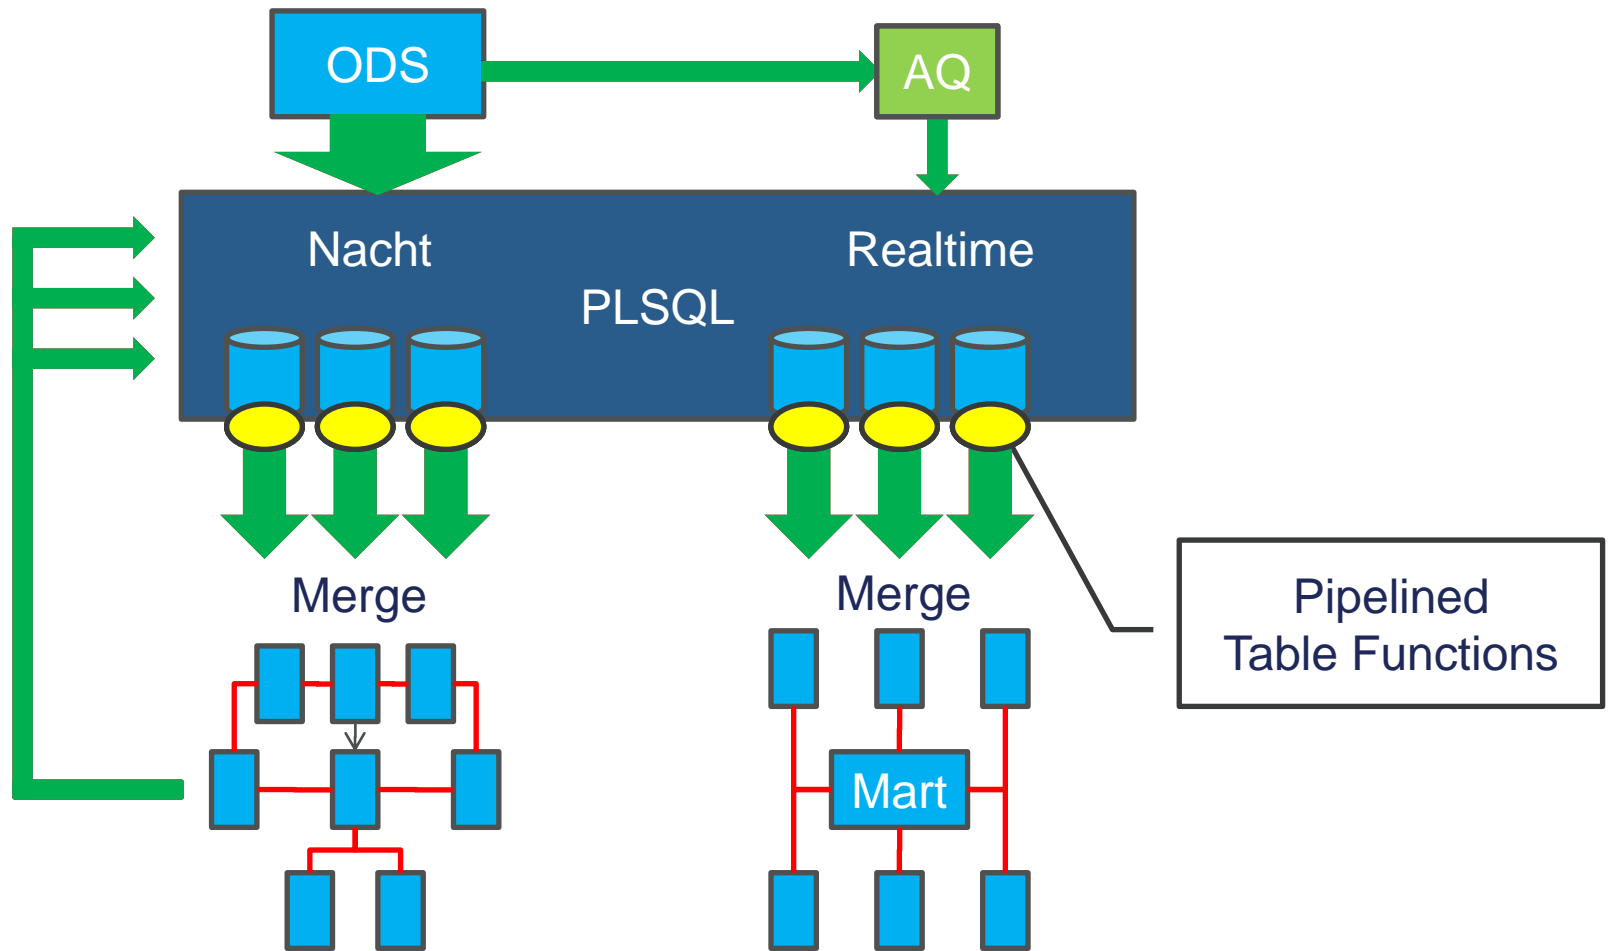 ODS
AQ
Nacht
Realtime
PLSQL
Merge
Merge
Pipelined
Table Functions
Mart